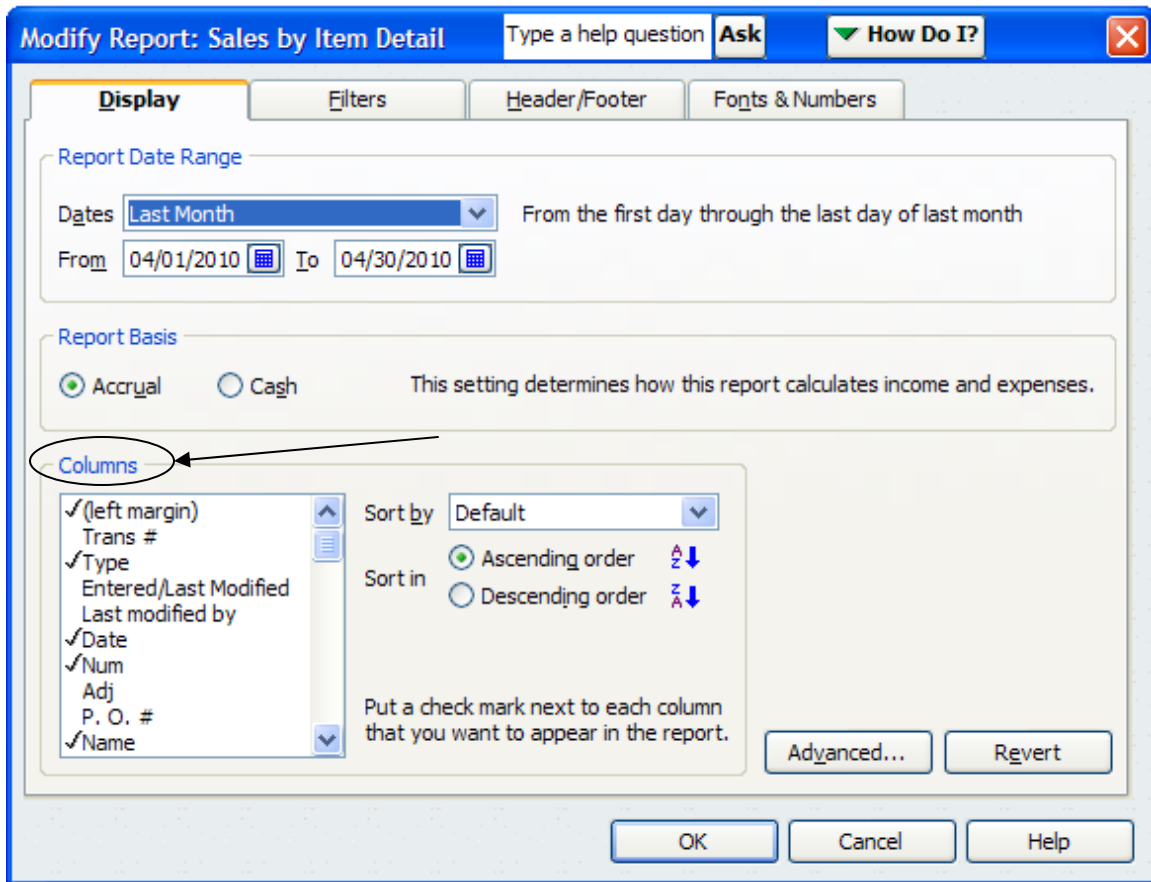 Modify Report: Sales by Item Detail
Type a help question
Ask
How Do I?
Display
Filters
Header/Footer
Fonts & Numbers
Report Date Range
Dates Last Month From the first day through the last day of last month
From 04/01/2010 To 04/30/2010
Report Basis
Accrual Cash This setting determines how this report calculates income and expenses.
Columns
✓(left margin)
Trans #
✓Type
Entered/Last Modified
Last modified by
✓Date
✓Num
Adj
P. O. #
✓Name
Sort by Default
Sort in
Ascending order A Z
Descending order Z A
Put a check mark next to each column
that you want to appear in the report.
Advanced...
Revert
OK
Cancel
Help